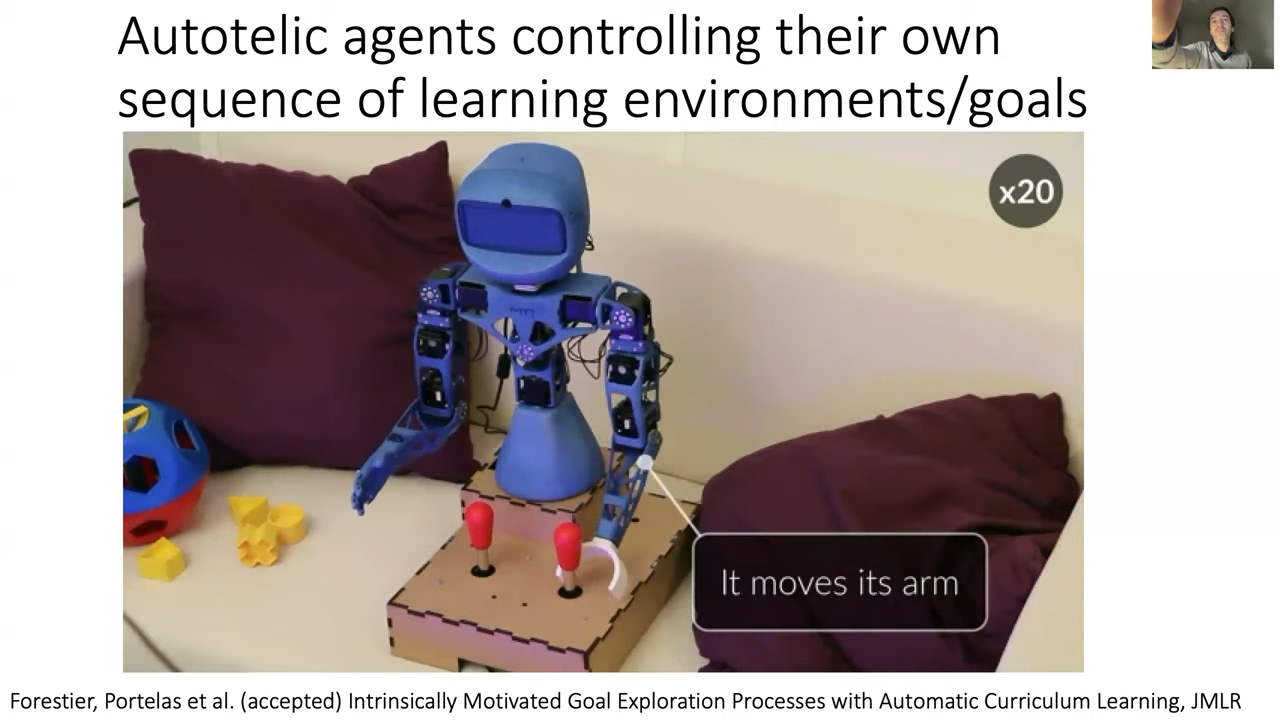 Autotelic agents controlling their own
sequence of learning environments/goals
x20
It moves its arm
Forestier, Portelas et al. (accepted) Intrinsically Motivated Goal Exploration Processes with Automatic Curriculum Learning, JMLR